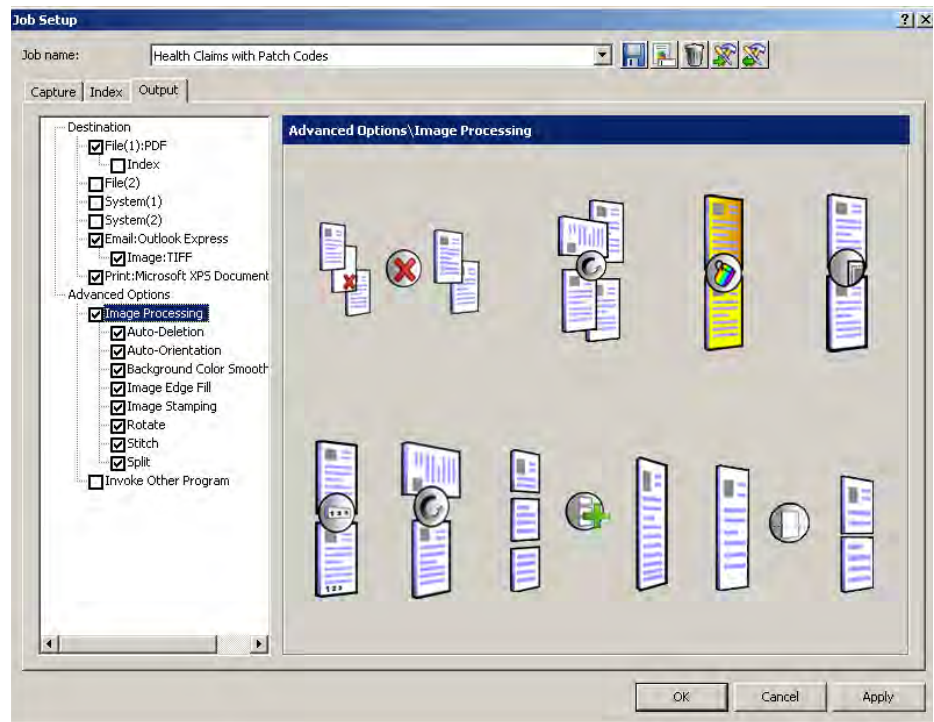 Job Setup
Job name:
Health Claims with Patch Codes
Capture
Index
Output
Destination
File(1):PDF
Index
File(2)
System(1)
System(2)
Email:Outlook Express
Image:TIFF
Print:Microsoft XPS Document
Advanced Options
Image Processing
Auto-Deletion
Auto-Orientation
Background Color Smooth
Image Edge Fill
Image Stamping
Rotate
Stitch
Split
Invoke Other Program
Advanced Options\Image Processing
123
123
OK
Cancel
Apply